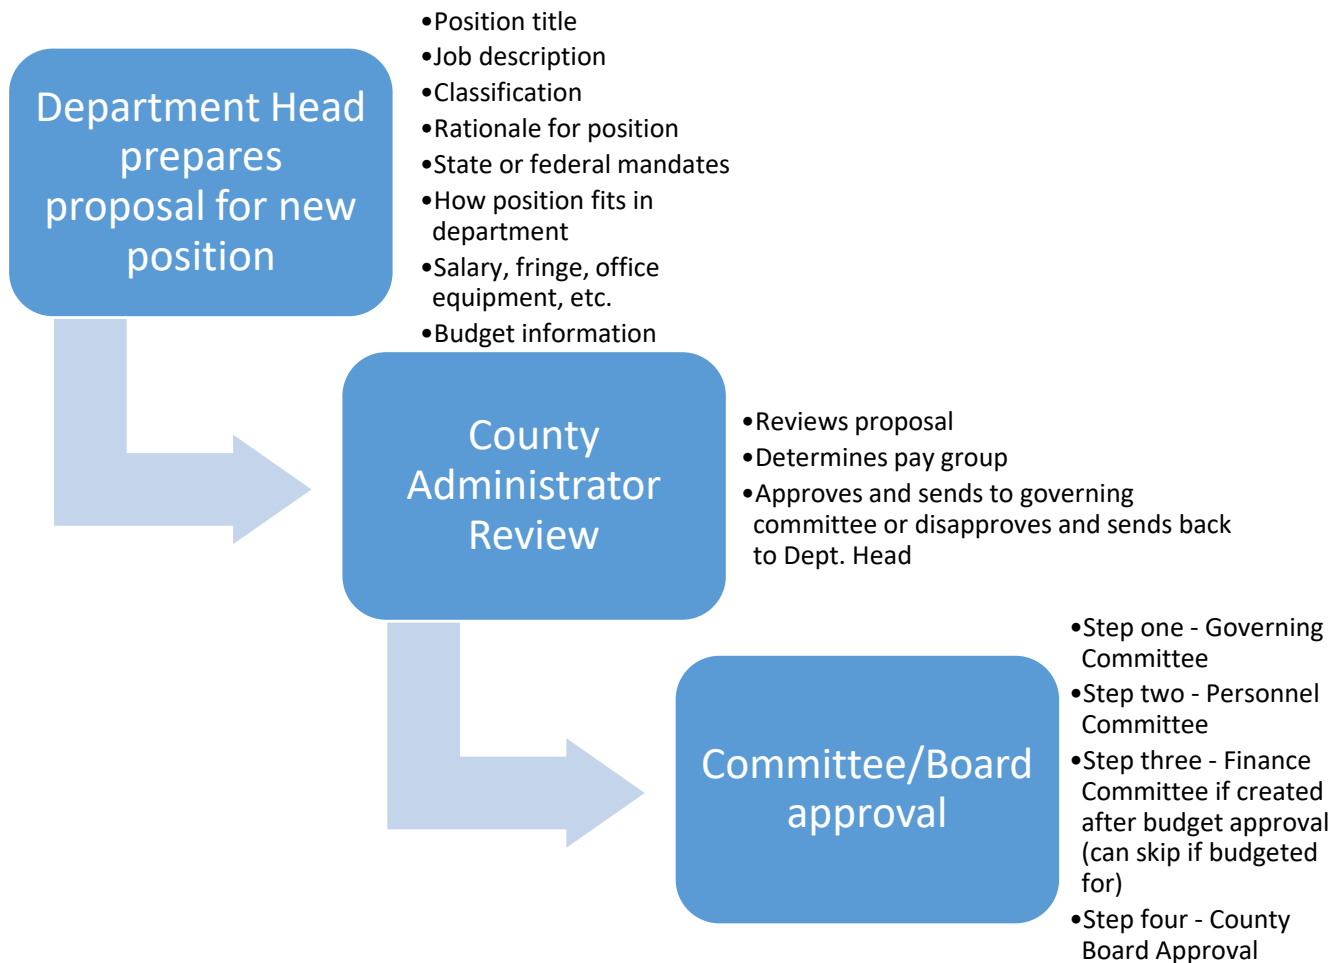 Department Head
prepares
proposal for new
position
•Position title
•Job description
•Classification
•Rationale for position
•State or federal mandates
•How position fits in
department
•Salary, fringe, office
equipment, etc.
•Budget information
County
Administrator
Review
•Reviews proposal
•Determines pay group
•Approves and sends to governing
committee or disapproves and sends back
to Dept. Head
Committee/Board
approval
•Step one - Governing
Committee
•Step two - Personnel
Committee
•Step three - Finance
Committee if created
after budget approval
(can skip if budgeted
for)
•Step four - County
Board Approval